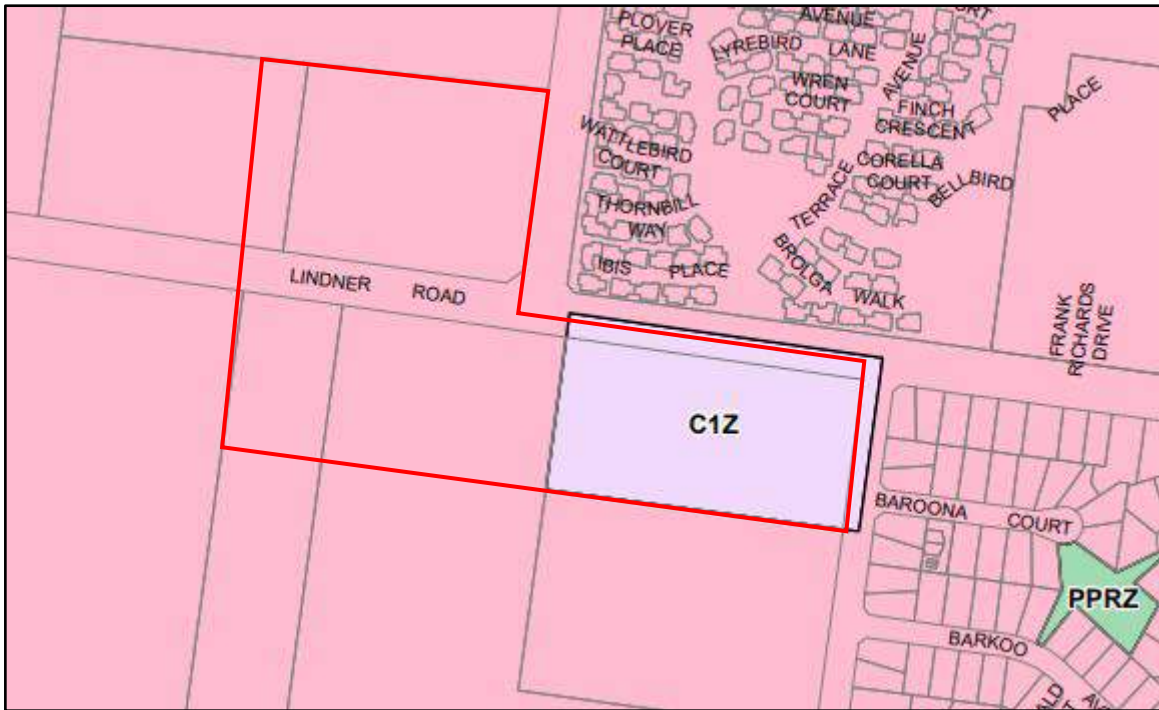 AVENUE
PLOVER
PLACE
LYREBIRD
LANE
AVENUE
WREN
COURT
FINCH
CRESCENT
PLACE
WATTLEBIRD
COURT
CORELLA
COURT
BELLBIRD
TERRACE
THORNBILL
WAY
IBIS PLACE
BROLGA
WALK
LINDNER ROAD
FRANK
RICHARDS
DRIVE
C1Z
BAROONA COURT
PPRZ
BARKOO